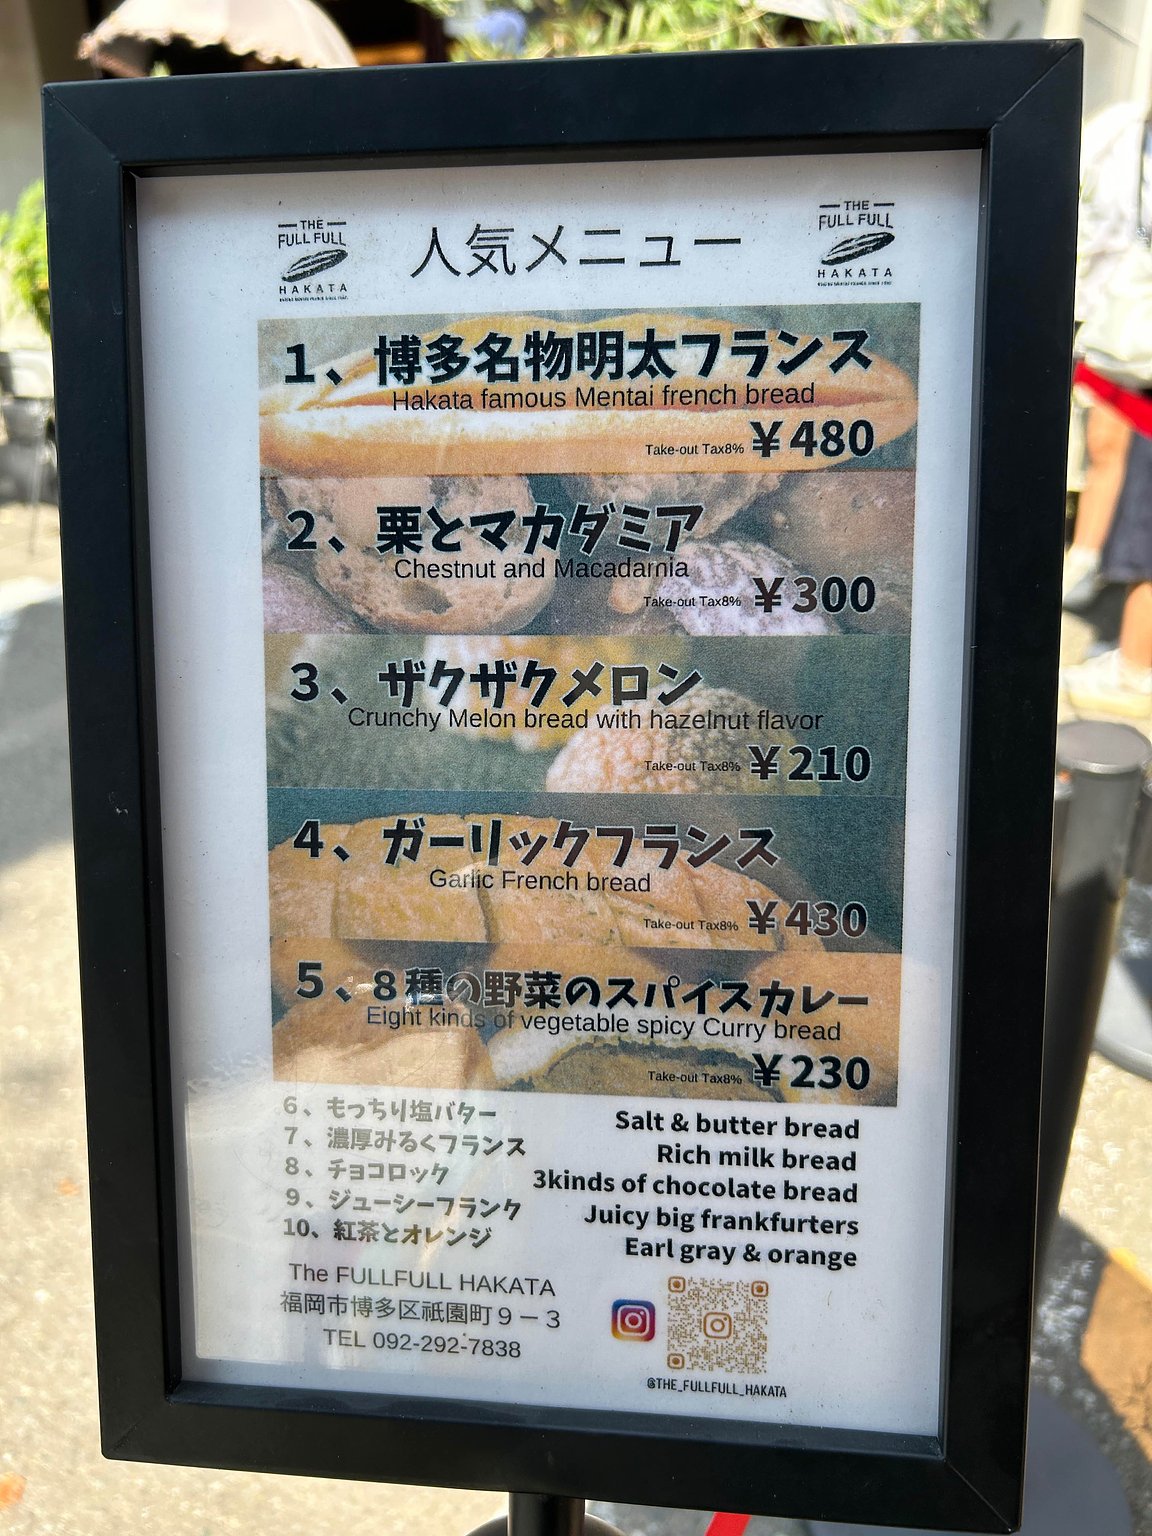 THE
FULL FULL
HAKATA
人気メニュー
THE
FULL FULL
HAKATA
1、博多名物明太フランス
Hakata famous Mentai french bread
Take-out Tax8% ¥480
2、栗とマカダミア
Chestnut and Macadamia
Take-out Tax8% ¥300
3、ザクザクメロン
Crunchy Melon bread with hazelnut flavor
Take-out Tax8% ¥210
4、ガーリックフランス
Garlic French bread
Take-out Tax8% ¥430
5、8種の野菜のスパイスカレー
Eight kinds of vegetable spicy Curry bread
Take-out Tax8% ¥230
6、もっちり塩バター Salt & butter bread
7、濃厚みるくフランス Rich milk bread
8、チョコロック 3kinds of chocolate bread
9、ジューシーフランク Juicy big frankfurters
10、紅茶とオレンジ Earl gray & orange
The FULLFULL HAKATA
福岡市博多区祇園町9－3
TEL 092-292-7838
@THE_FULLFULL_HAKATA